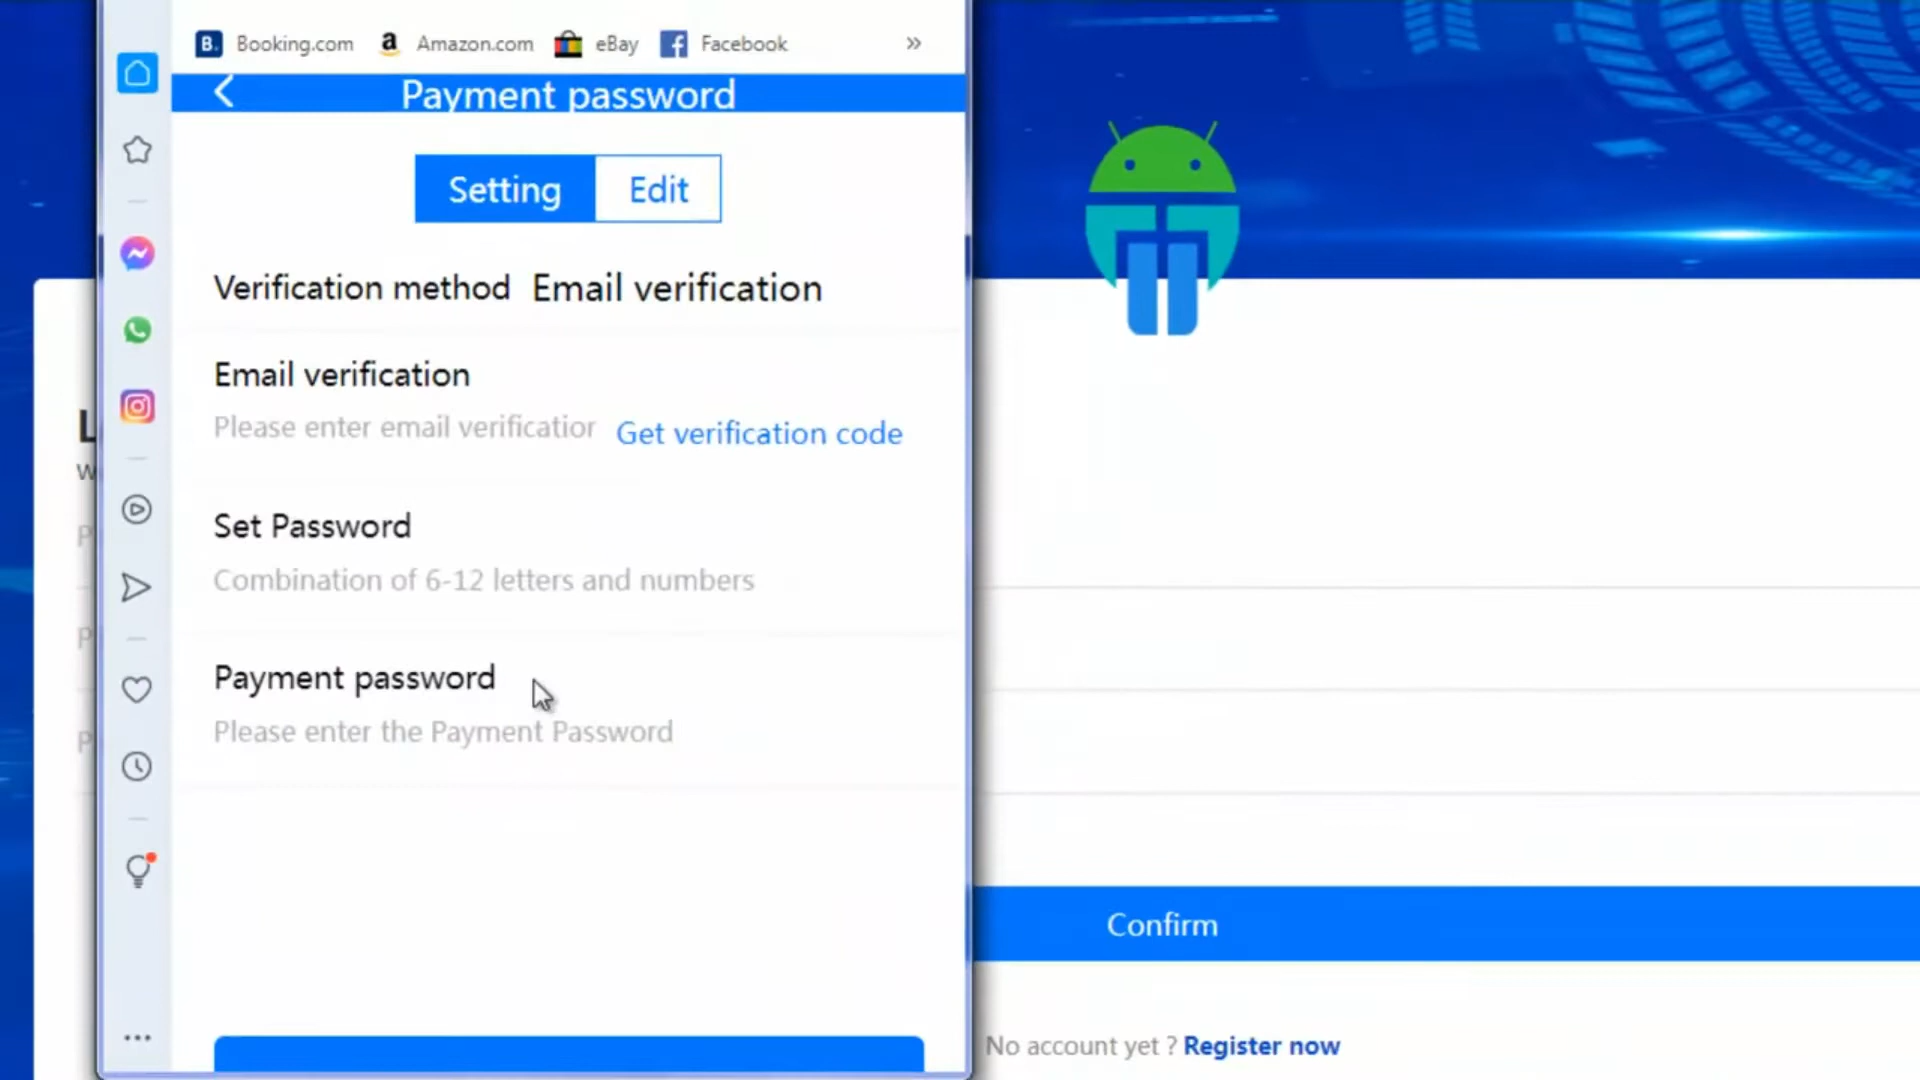 Booking.com Amazon.com eBay Facebook »
Payment password
Setting Edit
Verification method Email verification
Email verification
Please enter email verification Get verification code
Set Password
Combination of 6-12 letters and numbers
Payment password
Please enter the Payment Password
Confirm
No account yet ? Register now